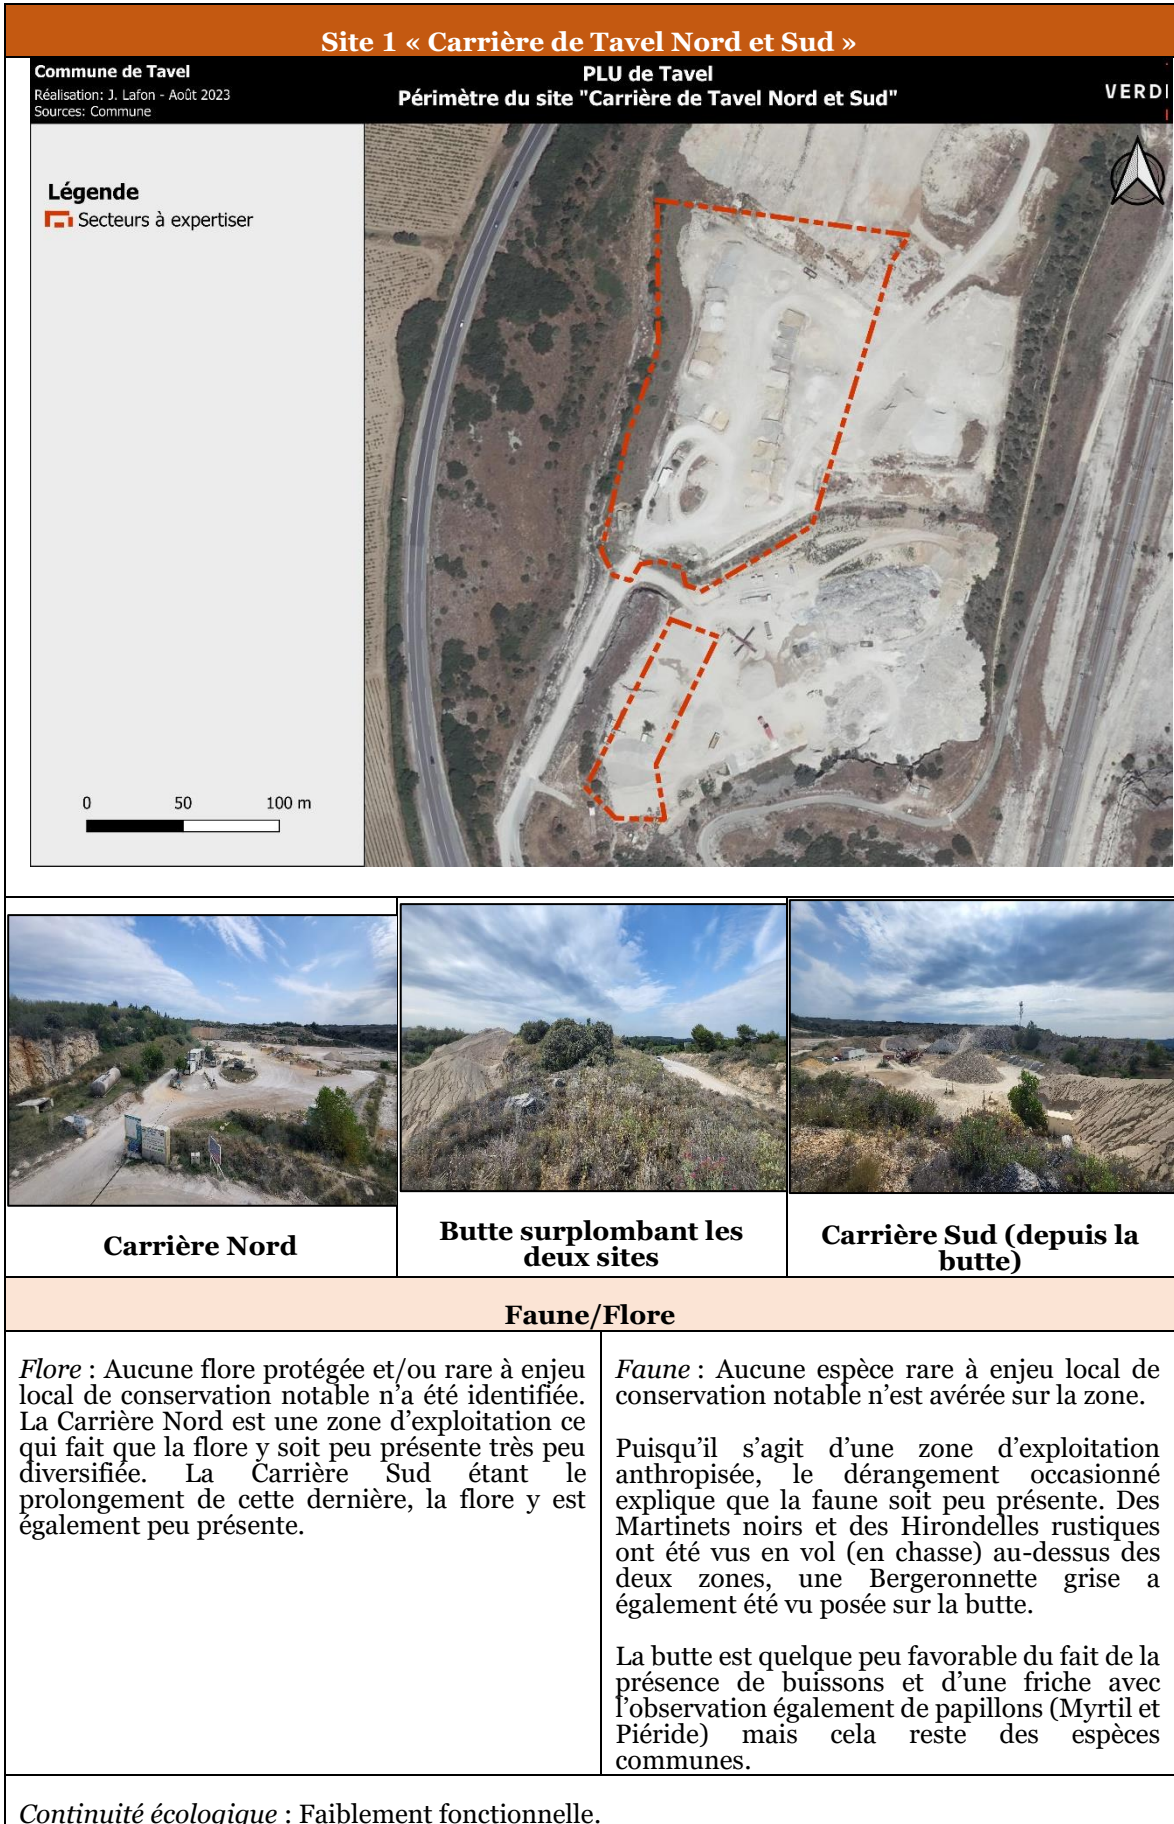 Site 1 « Carrière de Tavel Nord et Sud »
Commune de Tavel
Réalisation: J. Lafon - Août 2023
Sources: Commune
PLU de Tavel
Périmètre du site "Carrière de Tavel Nord et Sud"
VERDI
Légende
Secteurs à expertiser
0 50 100 m
Carrière Nord
Butte surplombant les
deux sites
Carrière Sud (depuis la
butte)
Faune/Flore
Flore : Aucune flore protégée et/ou rare à enjeu
local de conservation notable n’a été identifiée.
La Carrière Nord est une zone d’exploitation ce
qui fait que la flore y soit peu présente très peu
diversifiée. La Carrière Sud étant le
prolongement de cette dernière, la flore y est
également peu présente.
Faune : Aucune espèce rare à enjeu local de
conservation notable n’est avérée sur la zone.
Puisqu’il s’agit d’une zone d’exploitation
anthropisée, le dérangement occasionné
explique que la faune soit peu présente. Des
Martinets noirs et des Hirondelles rustiques
ont été vus en vol (en chasse) au-dessus des
deux zones, une Bergeronnette grise a
également été vu posée sur la butte.
La butte est quelque peu favorable du fait de la
présence de buissons et d’une friche avec
l’observation également de papillons (Myrtil et
Piéride) mais cela reste des espèces
communes.
Continuité écologique : Faiblement fonctionnelle.